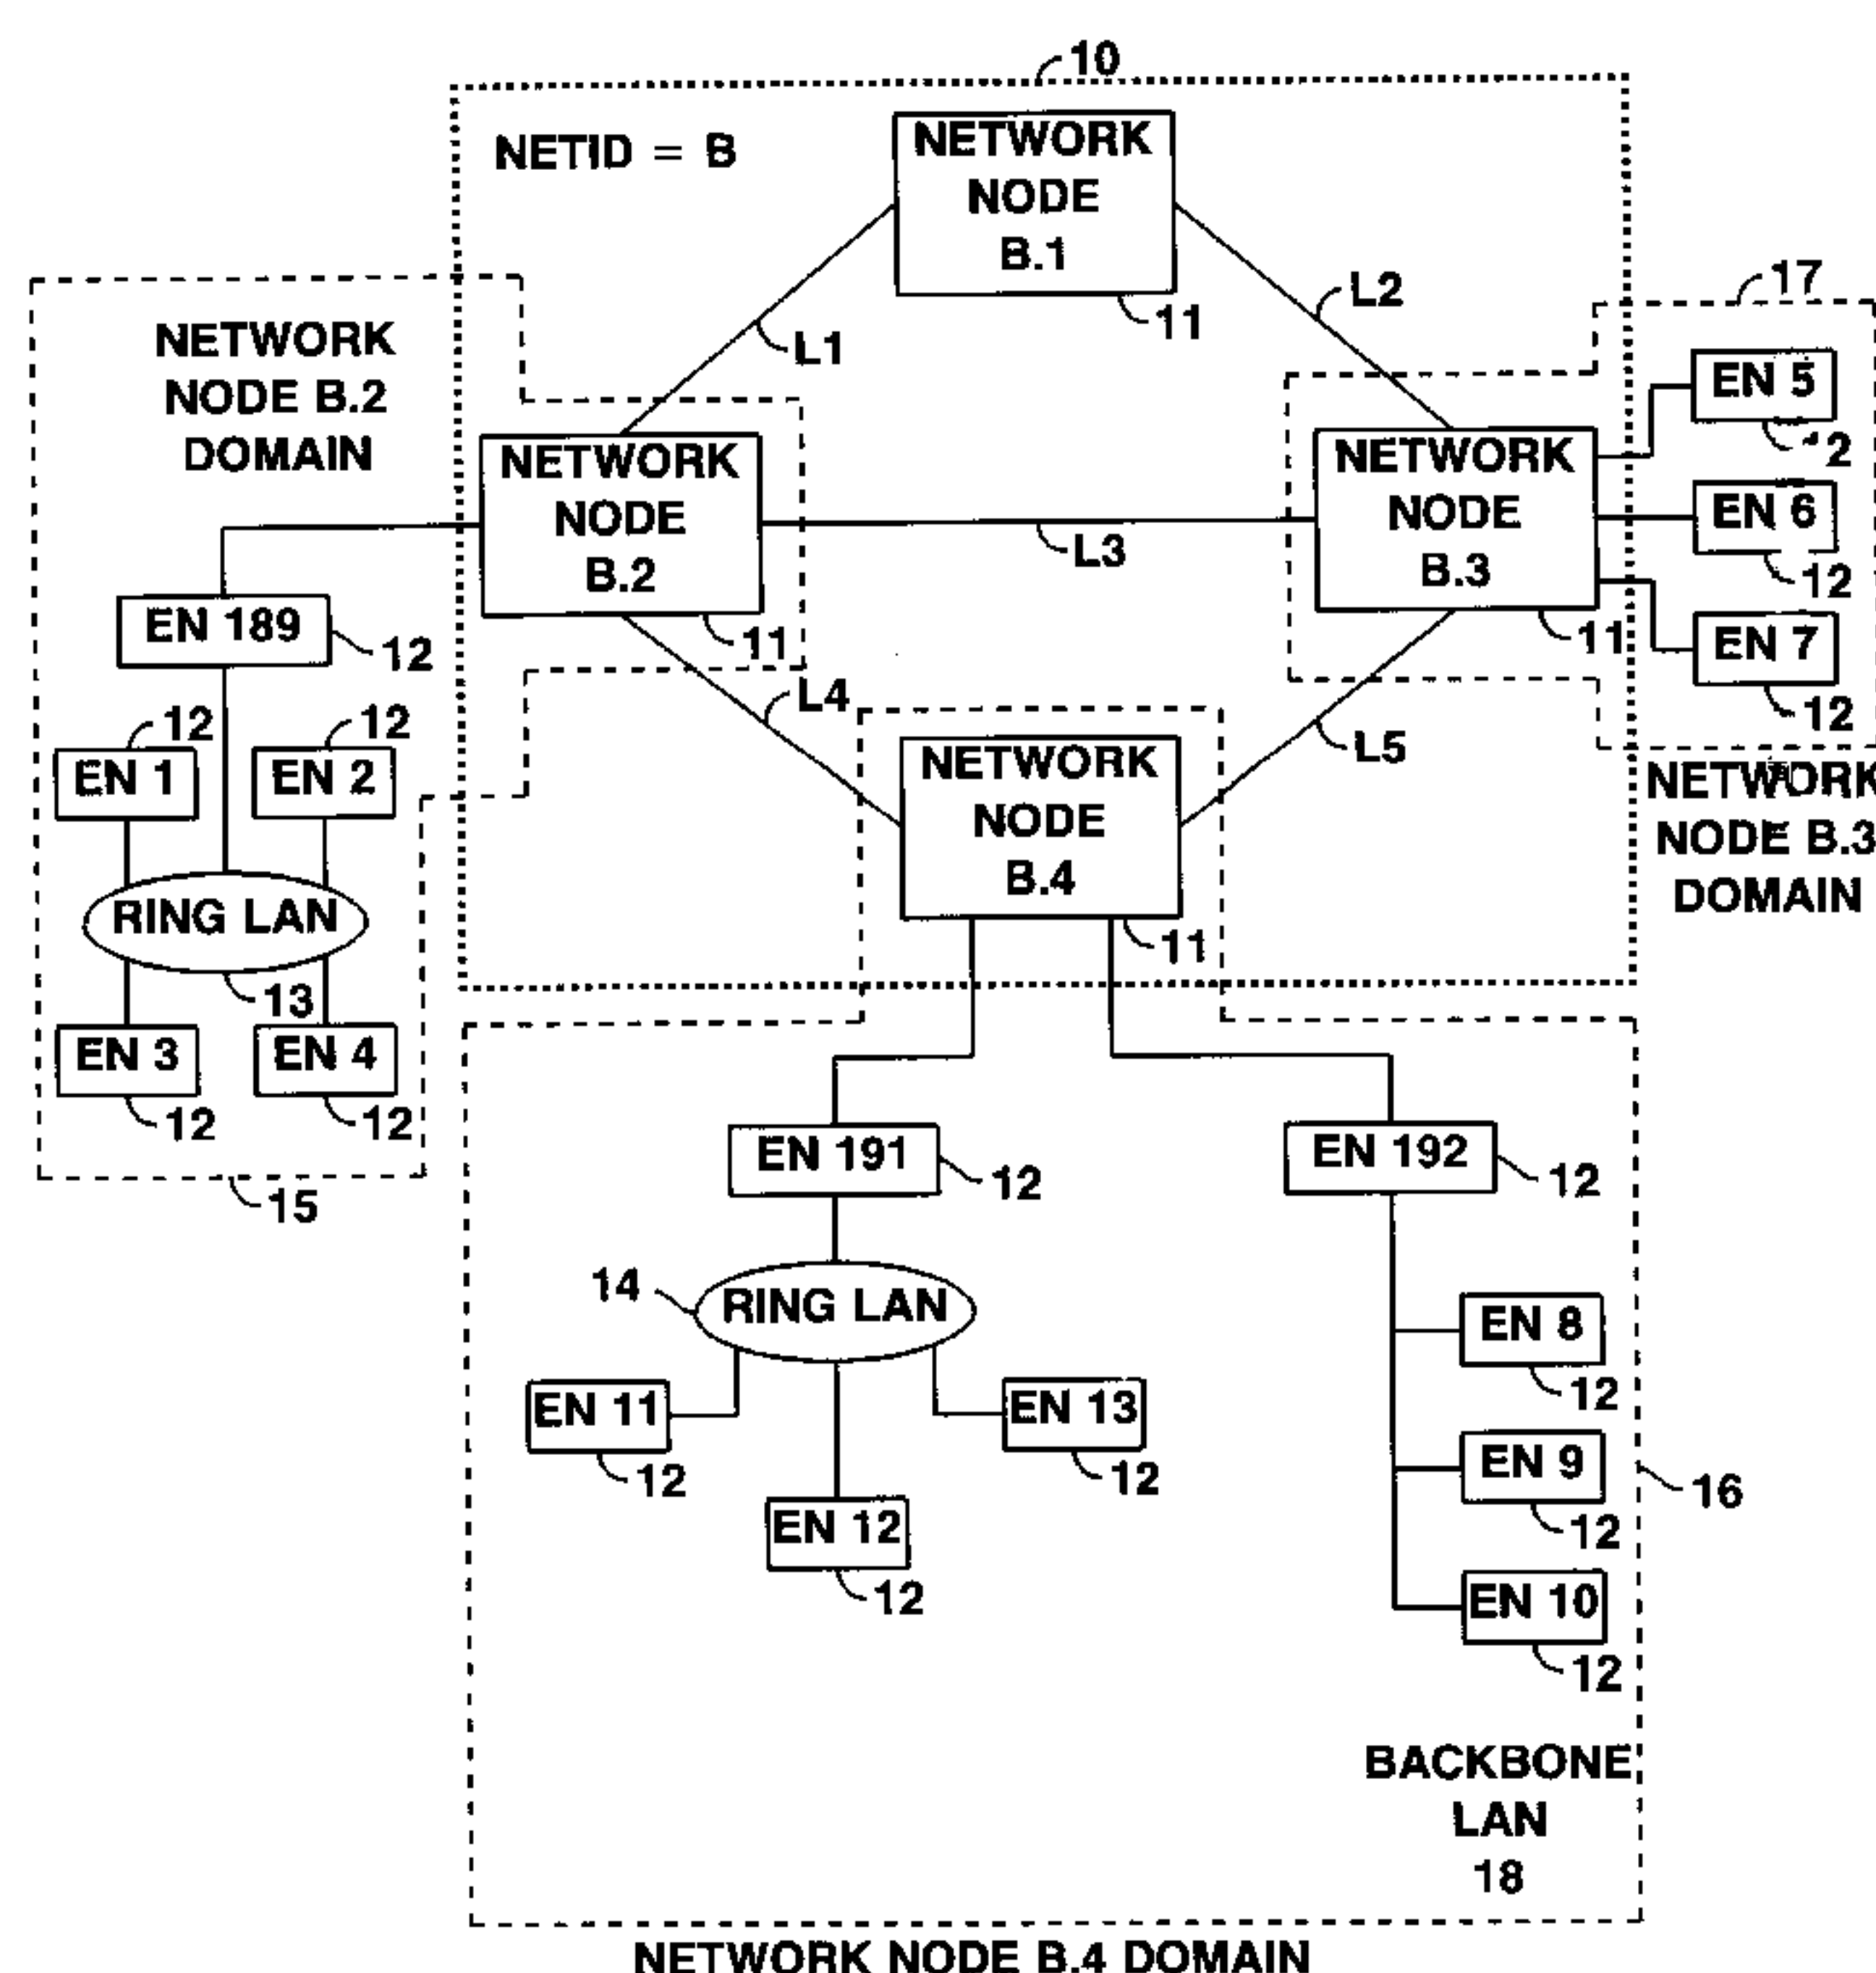 10
NETID = B
NETWORK
NODE
B.1
11
L1
L2
17
NETWORK
NODE B.2
DOMAIN
NETWORK
NODE
B.2
11
L3
NETWORK
NODE
B.3
11
EN 5
12
EN 6
12
EN 7
12
NETWORK
NODE B.3
DOMAIN
EN 189
12
L4
L5
12
12
EN 1
EN 2
RING LAN
13
EN 3
EN 4
12
12
15
NETWORK
NODE
B.4
11
EN 191
12
EN 192
12
14
RING LAN
EN 11
12
EN 13
12
EN 12
12
EN 8
12
EN 9
12
16
EN 10
12
BACKBONE
LAN
18
NETWORK NODE B.4 DOMAIN